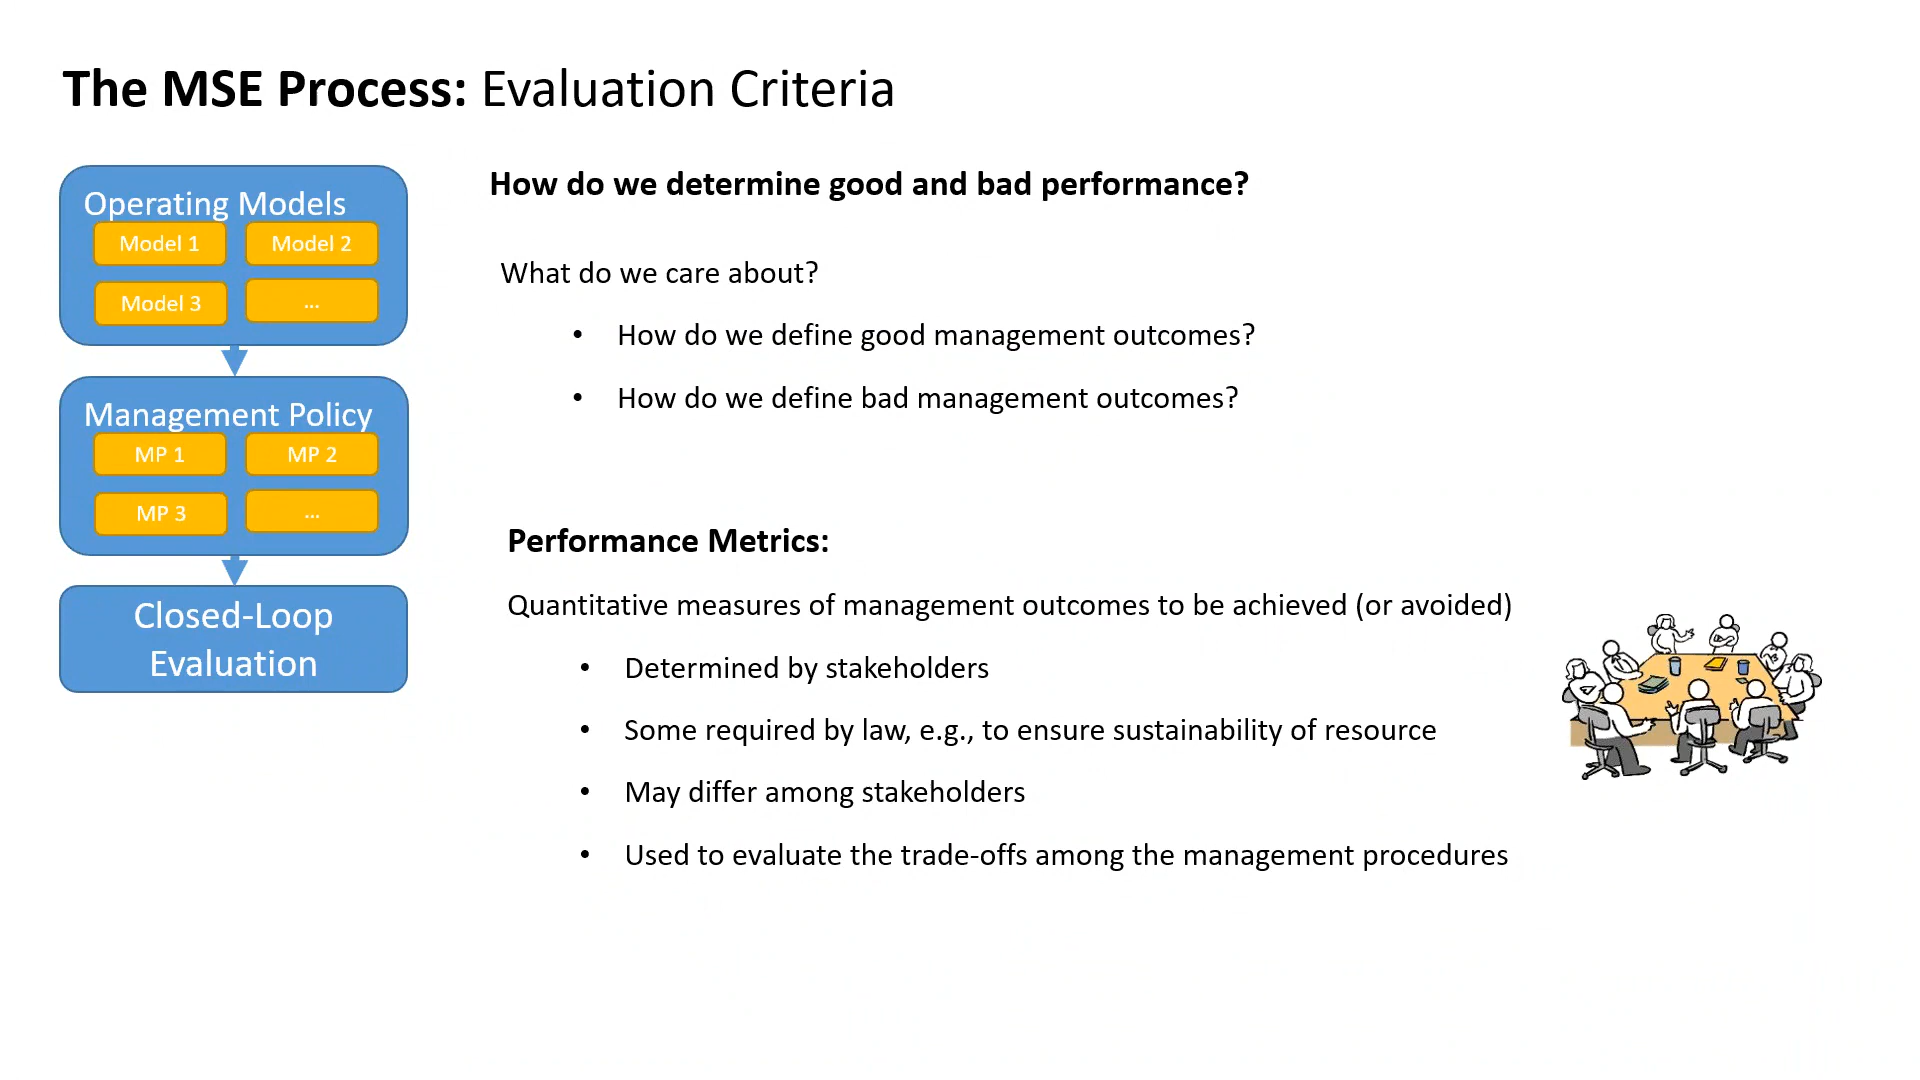 The MSE Process: Evaluation Criteria
Operating Models
Model 1
Model 2
Model 3
...
Management Policy
MP 1
MP 2
MP 3
...
Closed-Loop
Evaluation
How do we determine good and bad performance?
What do we care about?
• How do we define good management outcomes?
• How do we define bad management outcomes?
Performance Metrics:
Quantitative measures of management outcomes to be achieved (or avoided)
• Determined by stakeholders
• Some required by law, e.g., to ensure sustainability of resource
• May differ among stakeholders
• Used to evaluate the trade-offs among the management procedures